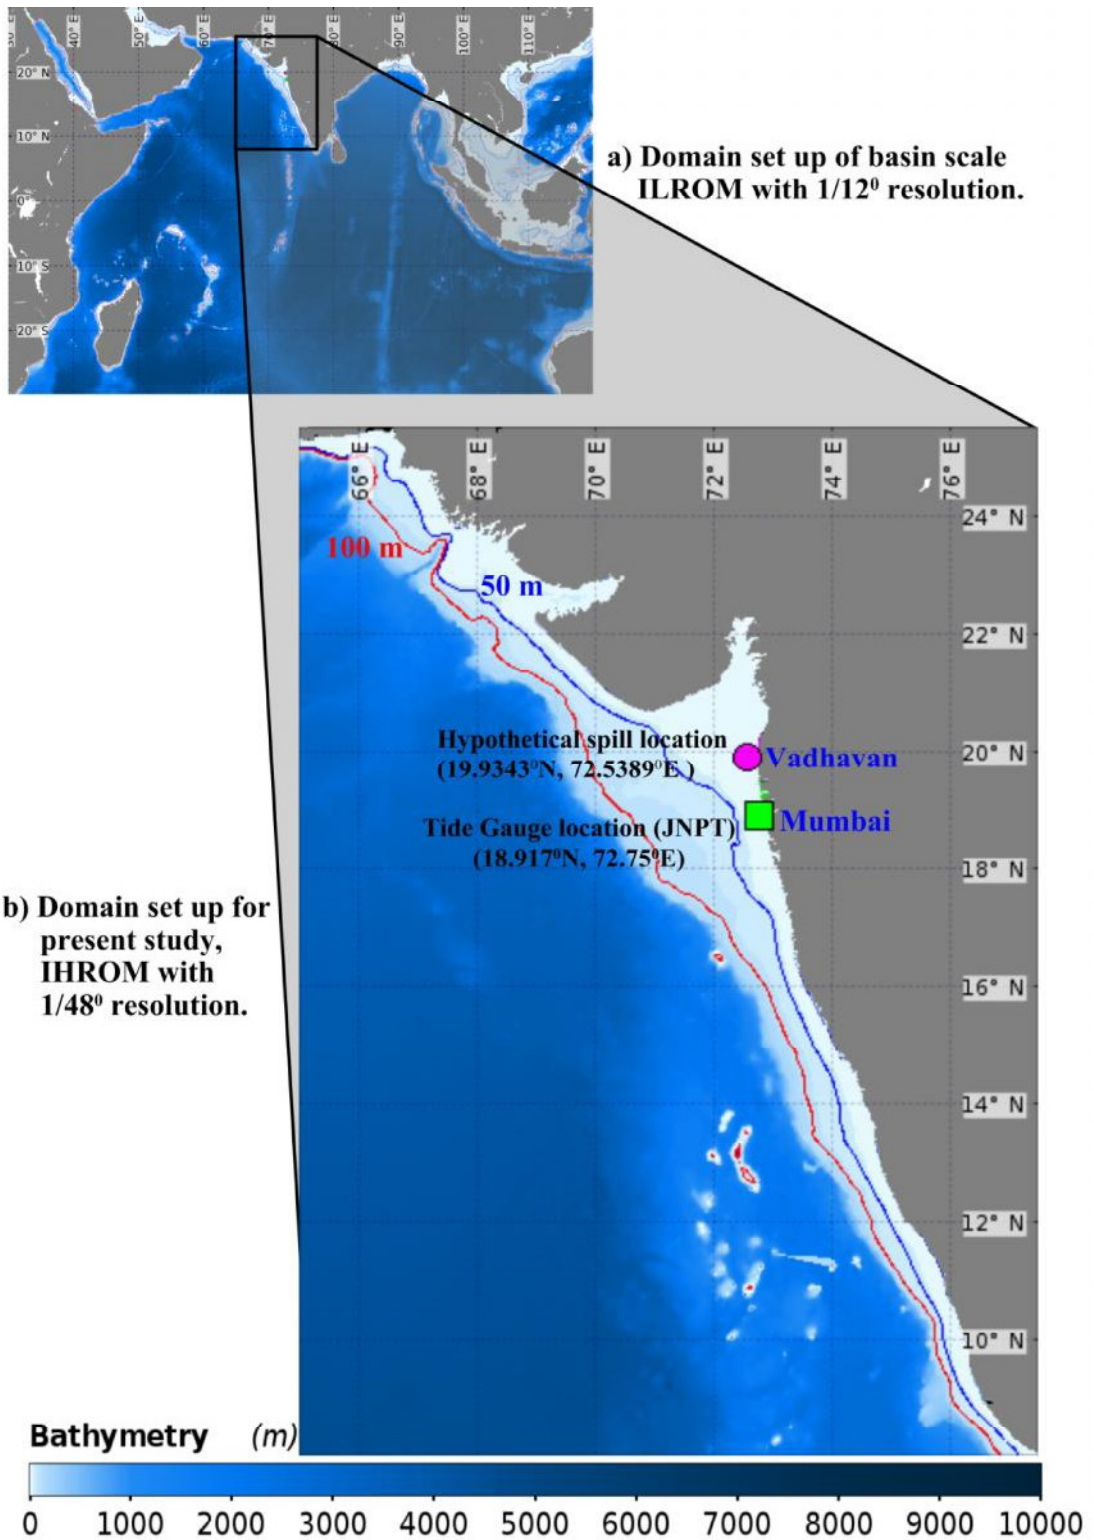 40° E
50° E
60° E
70° E
80° E
90° E
100° E
110° E
20° N
10° N
0°
10° S
20° S
a) Domain set up of basin scale
ILROM with 1/12⁰ resolution.
66° E
68° E
70° E
72° E
74° E
76° E
24° N
100 m
50 m
22° N
Hypothetical spill location
(19.9343⁰N, 72.5389⁰E )
20° N
Vadhavan
Tide Gauge location (JNPT)
(18.917⁰N, 72.75⁰E)
Mumbai
18° N
b) Domain set up for
present study,
IHROM with
1/48⁰ resolution.
16° N
14° N
12° N
10° N
Bathymetry (m)
0 1000 2000 3000 4000 5000 6000 7000 8000 9000 10000